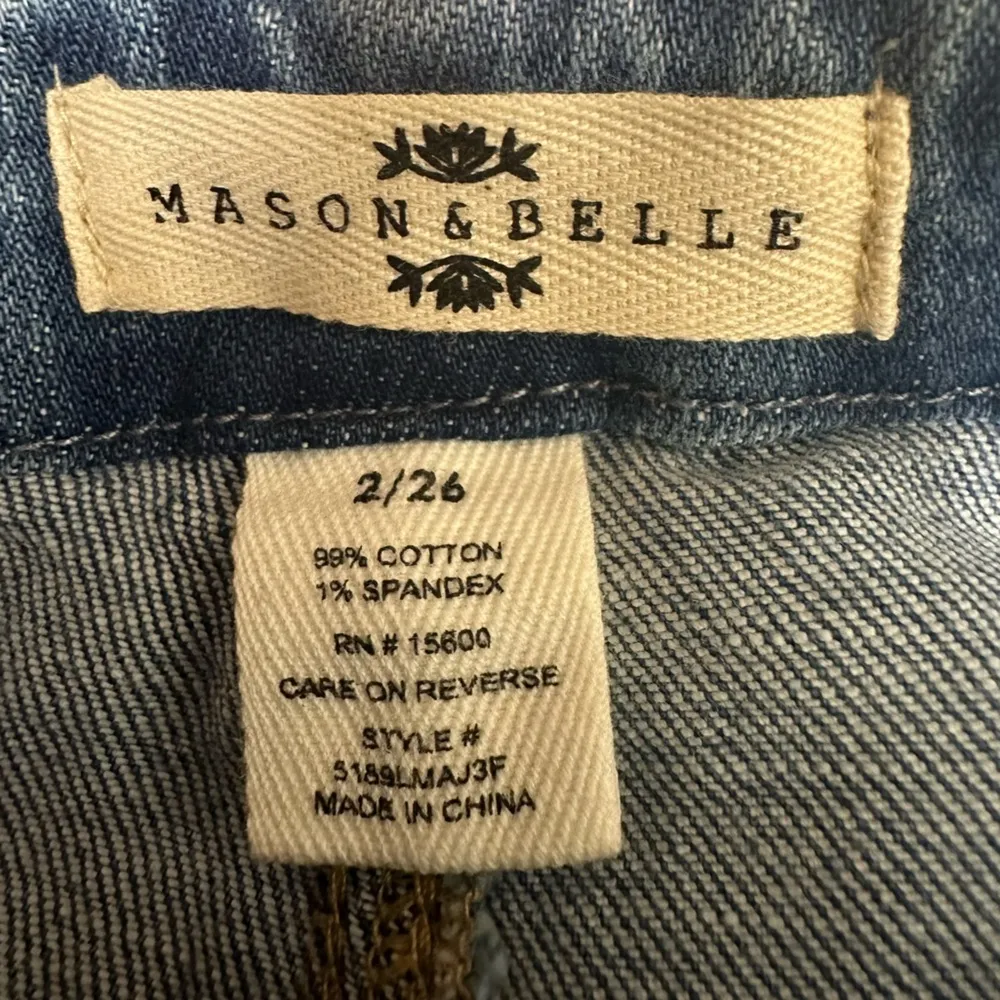 MASON & BELLE
2/26
99% COTTON
1% SPANDEX
RN # 15600
CARE ON REVERSE
STYLE #
5189LMAJ3F
MADE IN CHINA